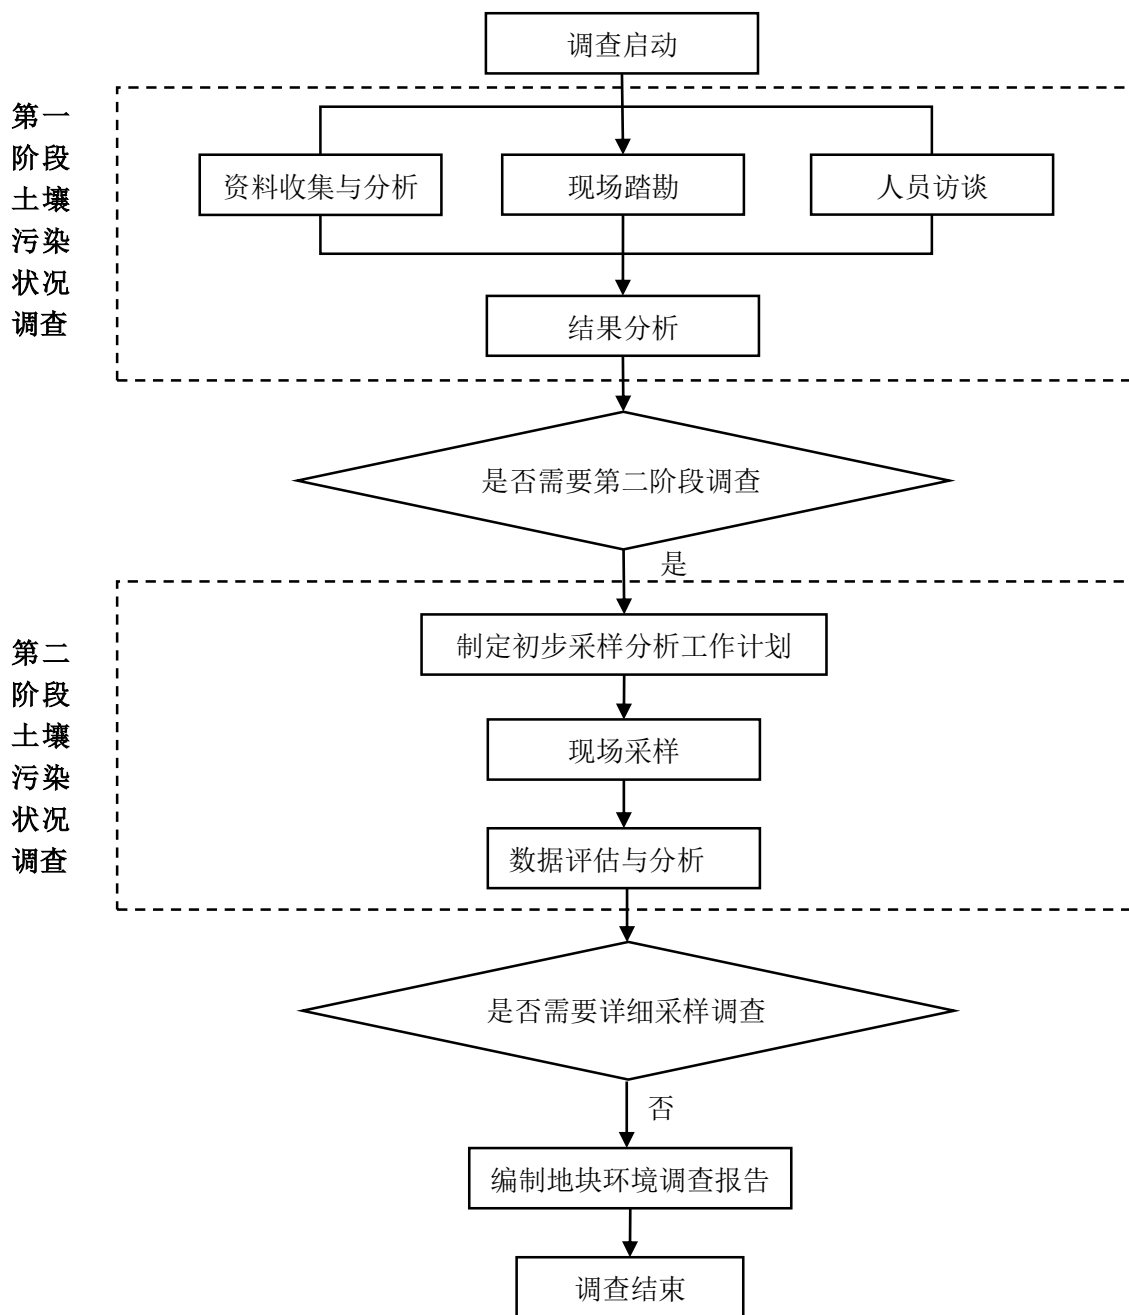 调查启动
第一
阶段
土壤
污染
状况
调查
资料收集与分析
现场踏勘
人员访谈
结果分析
是否需要第二阶段调查
是
第二
阶段
土壤
污染
状况
调查
制定初步采样分析工作计划
现场采样
数据评估与分析
是否需要详细采样调查
否
编制地块环境调查报告
调查结束